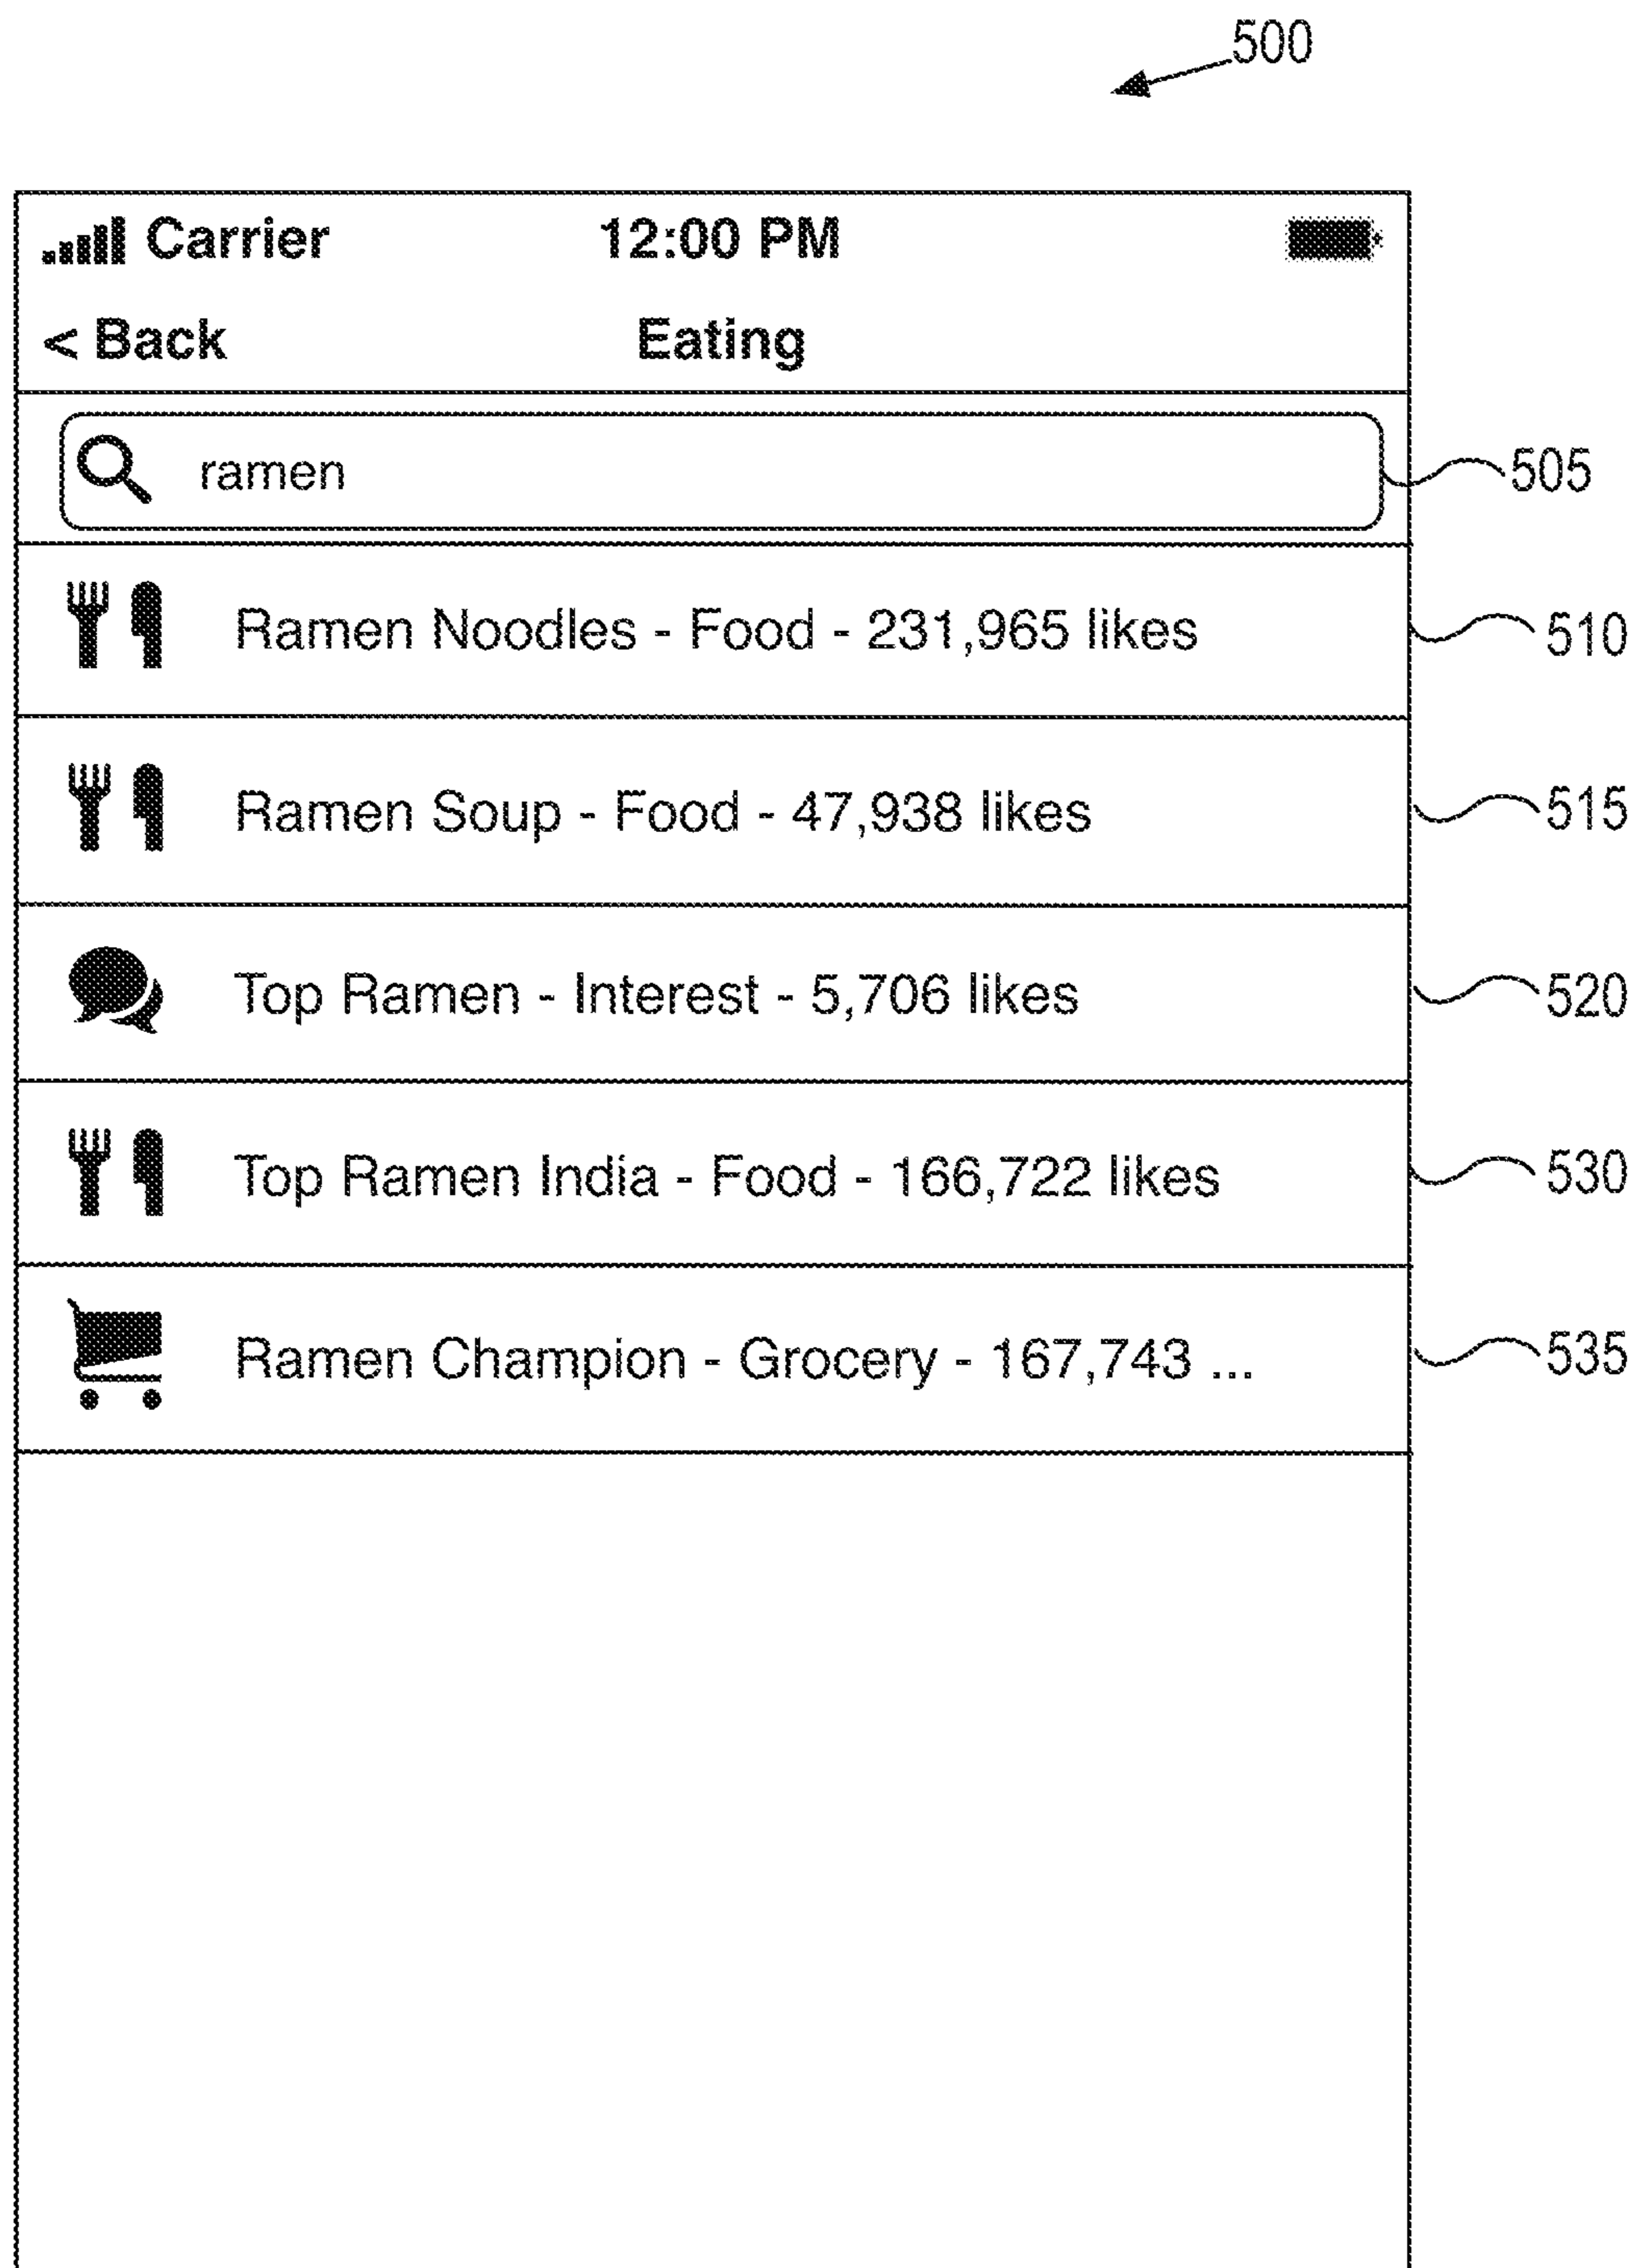 500
Carrier 12:00 PM
< Back Eating
ramen 505
Ramen Noodles - Food - 231,965 likes 510
Ramen Soup - Food - 47,938 likes 515
Top Ramen - Interest - 5,706 likes 520
Top Ramen India - Food - 166,722 likes 530
Ramen Champion - Grocery - 167,743 ... 535